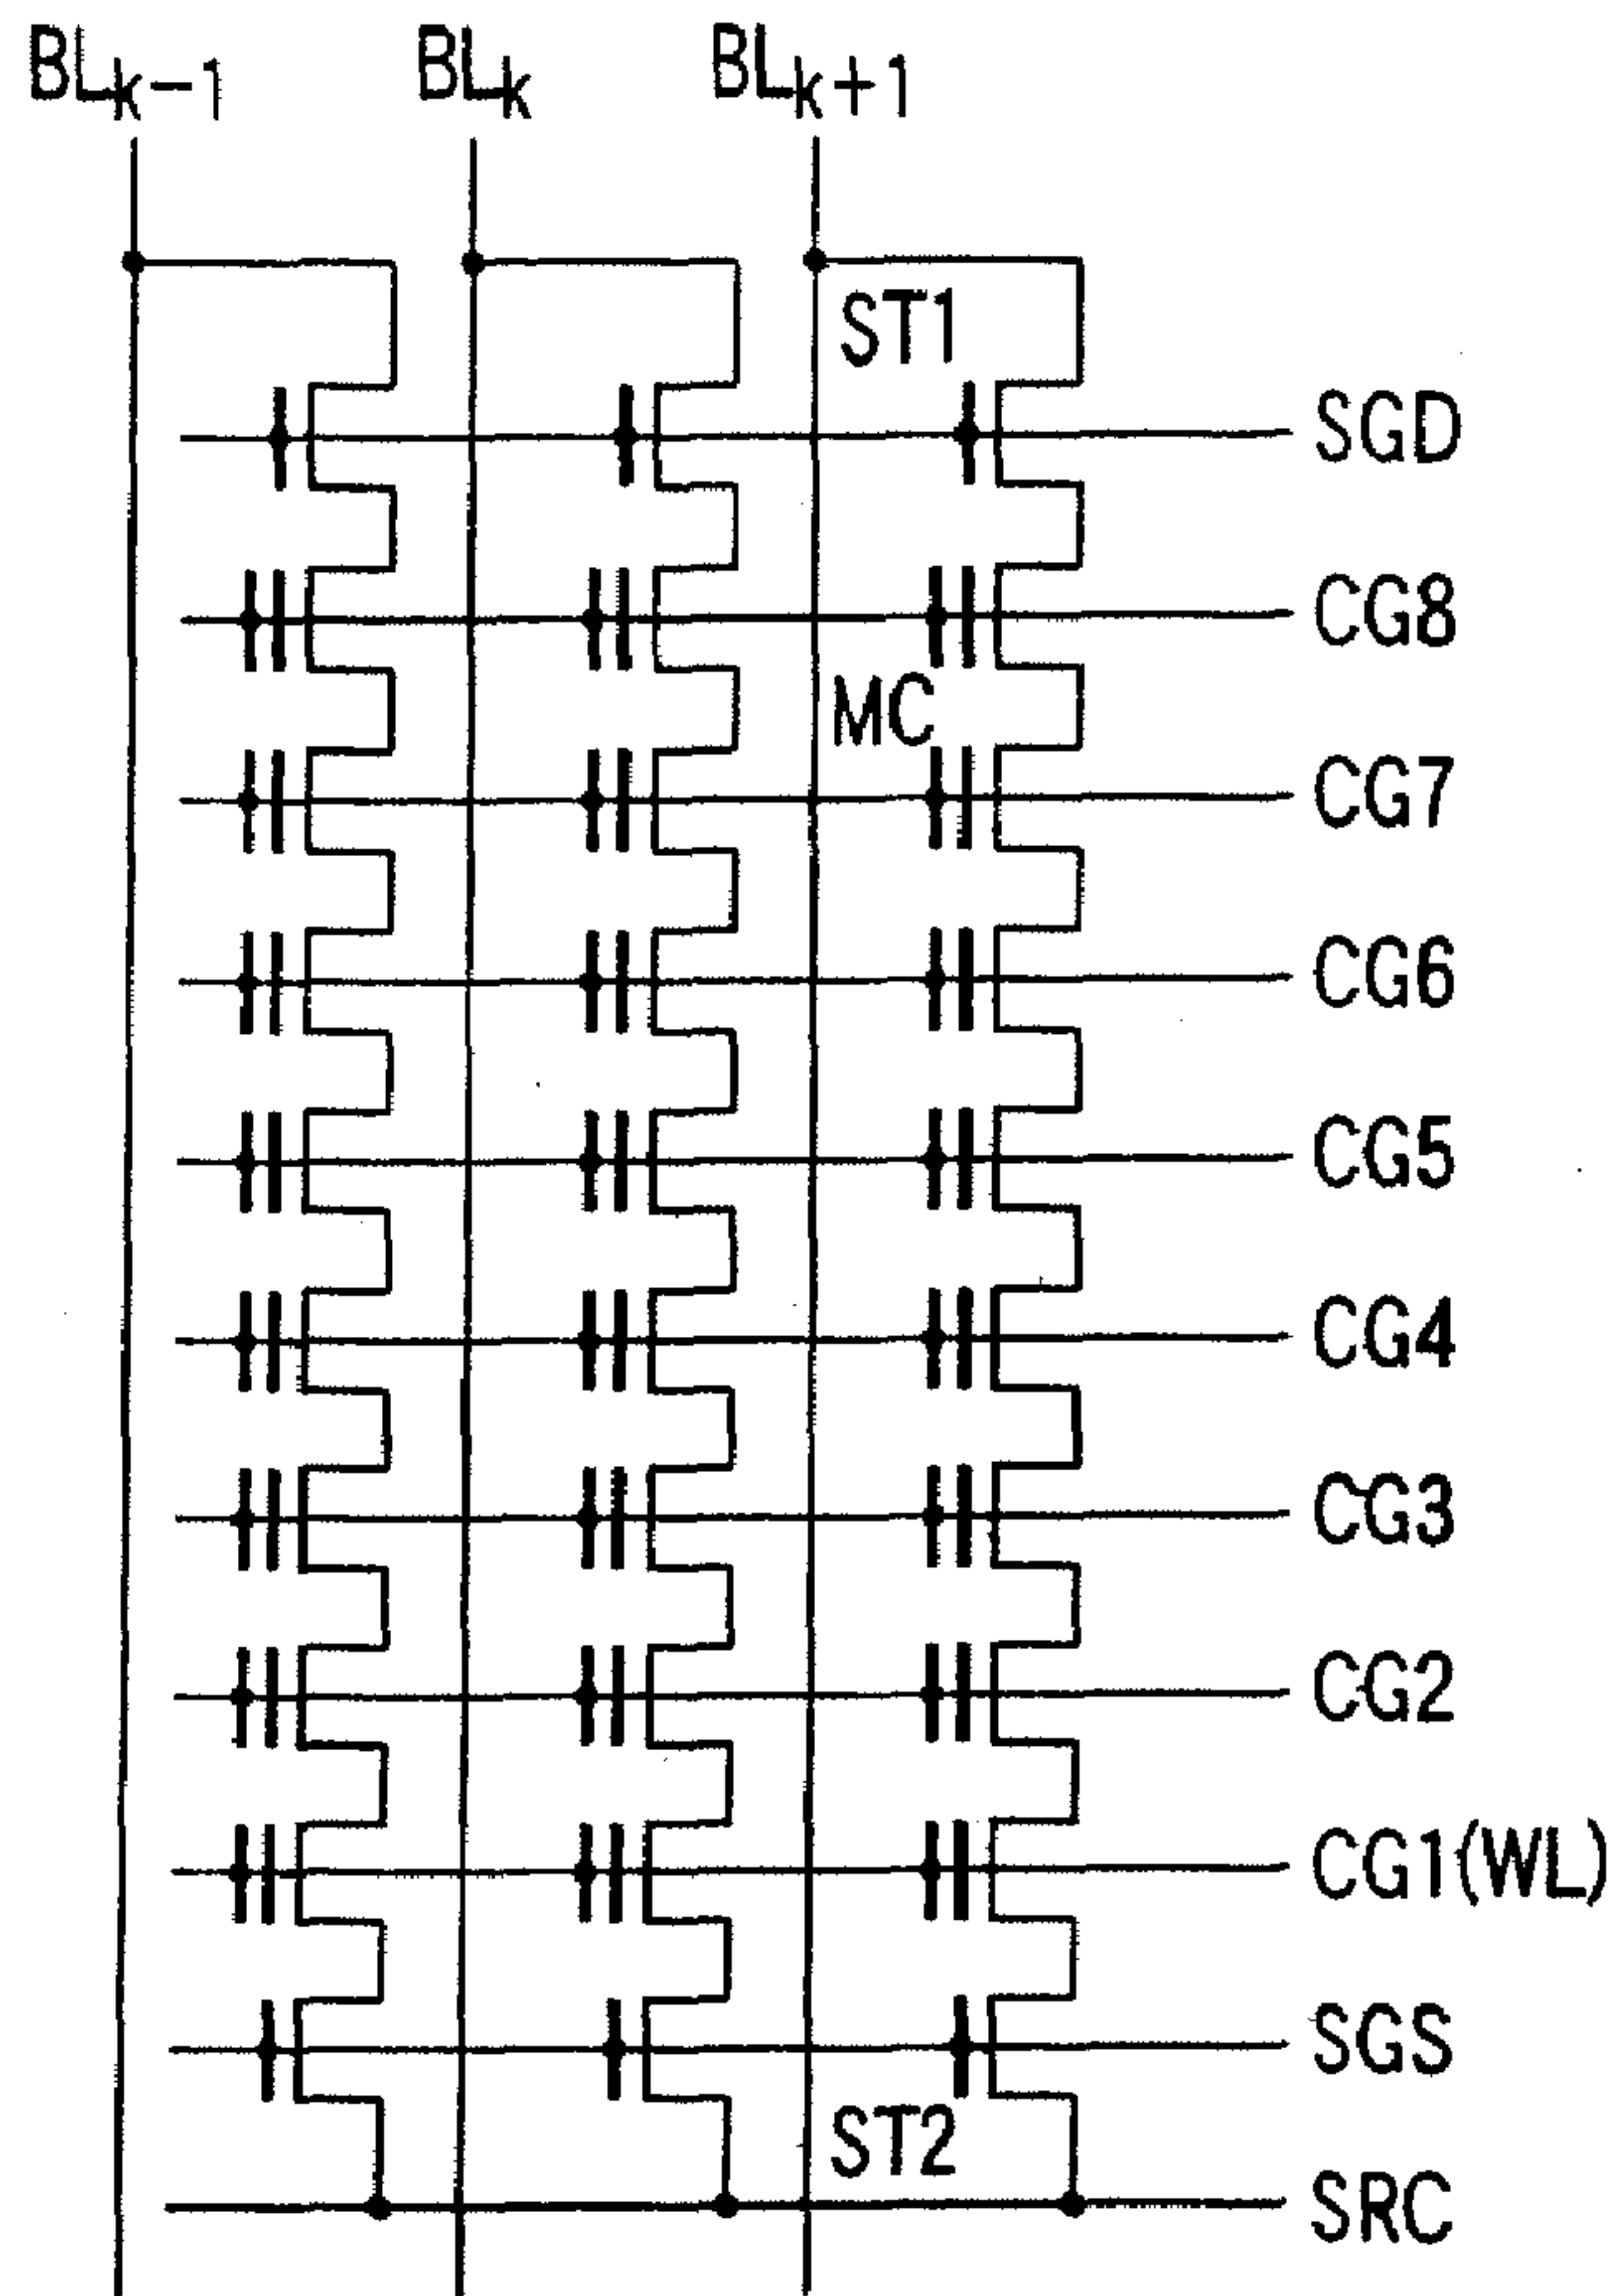 BLk-1 BLk BLk+1
ST1
SGD
CG8
MC
CG7
CG6
CG5
CG4
CG3
CG2
CG1(WL)
SGS
ST2
SRC